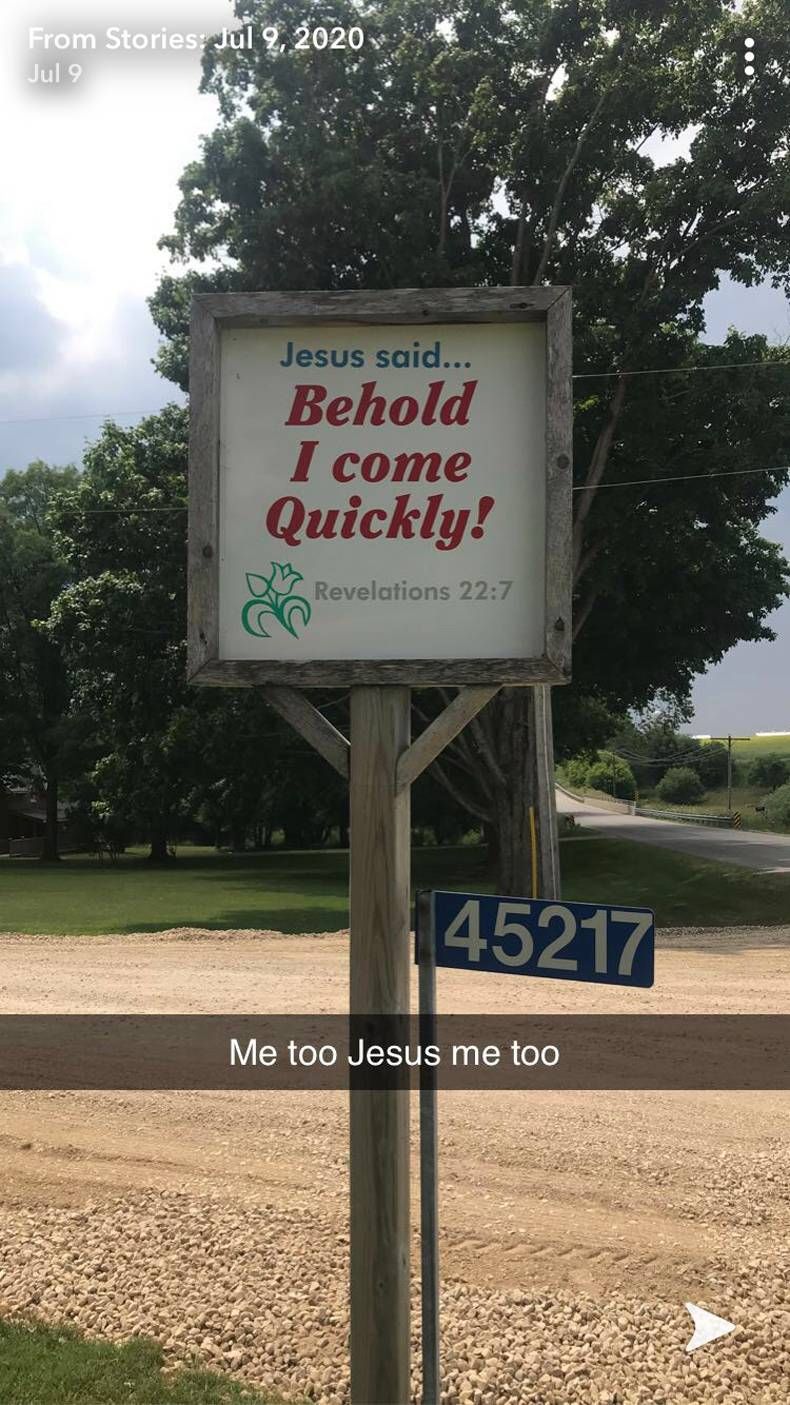 From Stories: Jul 9, 2020
Jul 9
Jesus said...
Behold
I come
Quickly!
Revelations 22:7
45217
Me too Jesus me too